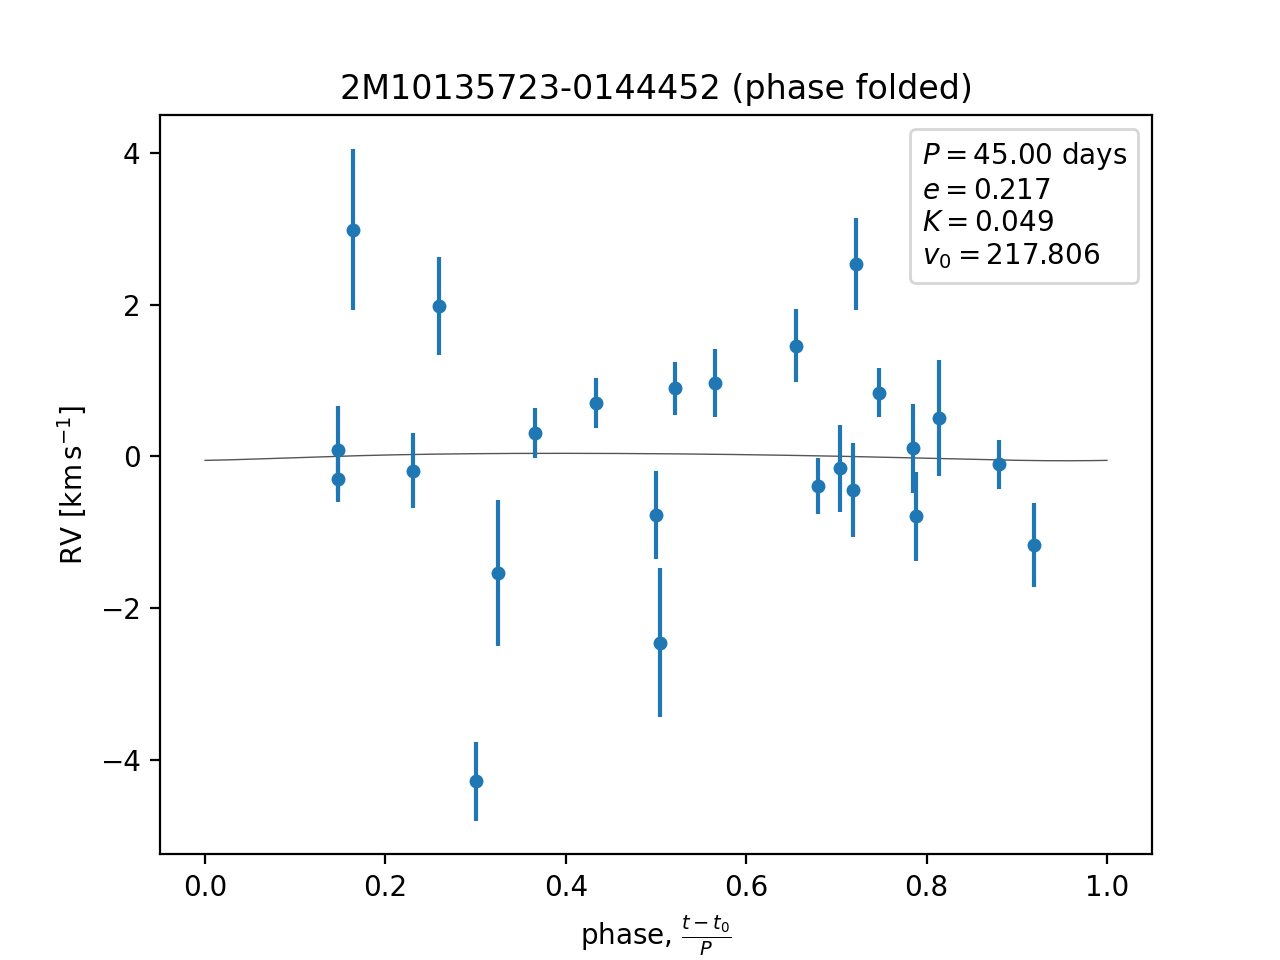 2M10135723-0144452 (phase folded)
P = 45.00 days
e = 0.217
K = 0.049
v₀ = 217.806
4
2
0
−2
−4
RV [km s⁻¹]
0.0 0.2 0.4 0.6 0.8 1.0
phase, (t − t₀)/P